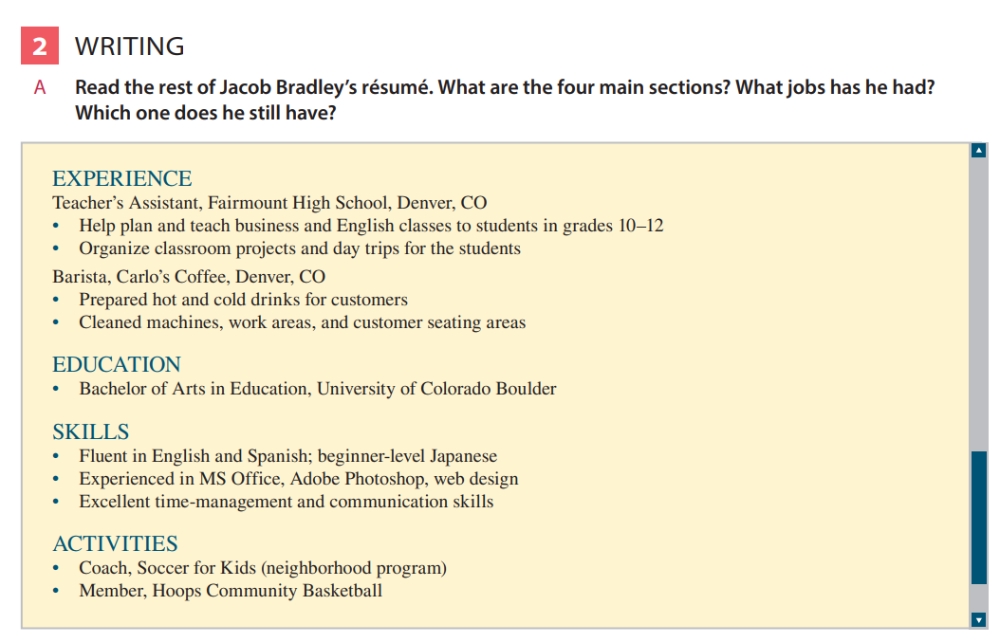 2 WRITING
A Read the rest of Jacob Bradley’s résumé. What are the four main sections? What jobs has he had?
Which one does he still have?
EXPERIENCE
Teacher’s Assistant, Fairmount High School, Denver, CO
• Help plan and teach business and English classes to students in grades 10–12
• Organize classroom projects and day trips for the students
Barista, Carlo’s Coffee, Denver, CO
• Prepared hot and cold drinks for customers
• Cleaned machines, work areas, and customer seating areas
EDUCATION
• Bachelor of Arts in Education, University of Colorado Boulder
SKILLS
• Fluent in English and Spanish; beginner-level Japanese
• Experienced in MS Office, Adobe Photoshop, web design
• Excellent time-management and communication skills
ACTIVITIES
• Coach, Soccer for Kids (neighborhood program)
• Member, Hoops Community Basketball